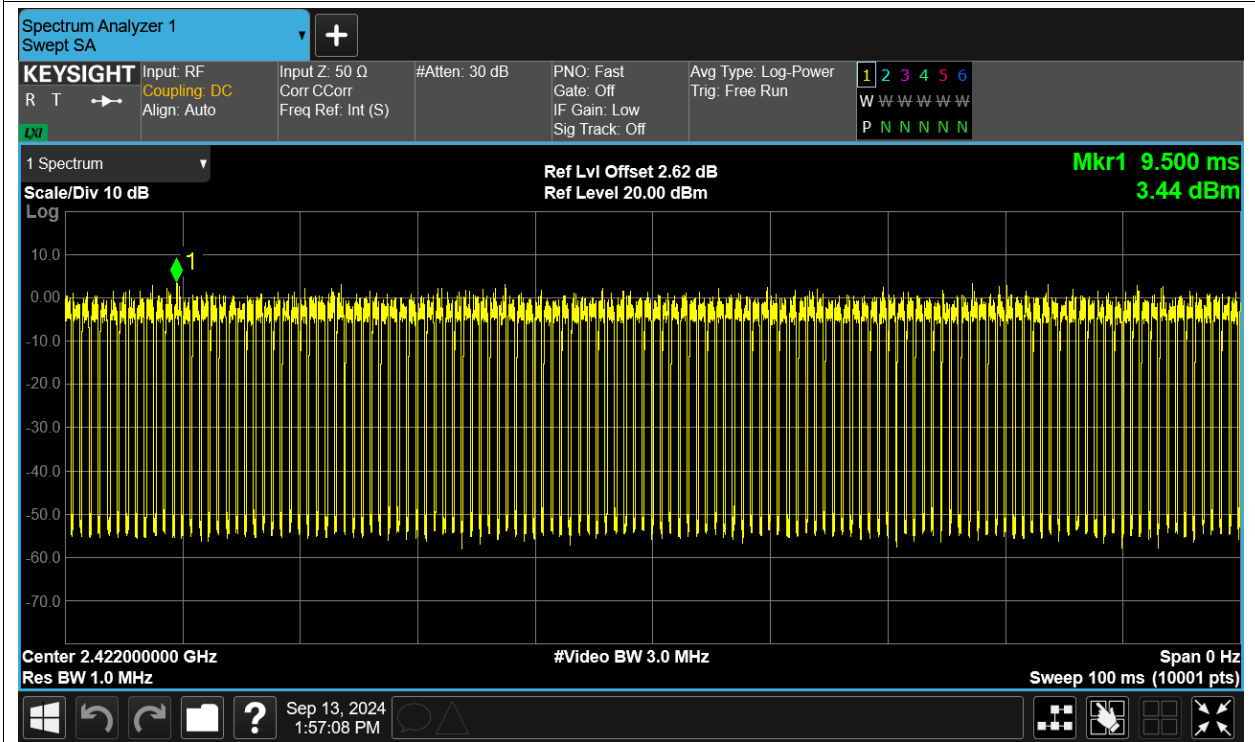 Spectrum Analyzer 1
Swept SA
KEYSIGHT
R T
LXI
Input: RF
Coupling: DC
Align: Auto
Input Z: 50 Ω
Corr CCorr
Freq Ref: Int (S)
#Atten: 30 dB
PNO: Fast
Gate: Off
IF Gain: Low
Sig Track: Off
Avg Type: Log-Power
Trig: Free Run
1 2 3 4 5 6
W W W W W W
P N N N N N
1 Spectrum
Scale/Div 10 dB
Log
Ref Lvl Offset 2.62 dB
Ref Level 20.00 dBm
Mkr1 9.500 ms
3.44 dBm
10.0
1
0.00
-10.0
-20.0
-30.0
-40.0
-50.0
-60.0
-70.0
Center 2.422000000 GHz
Res BW 1.0 MHz
#Video BW 3.0 MHz
Span 0 Hz
Sweep 100 ms (10001 pts)
?
Sep 13, 2024
1:57:08 PM